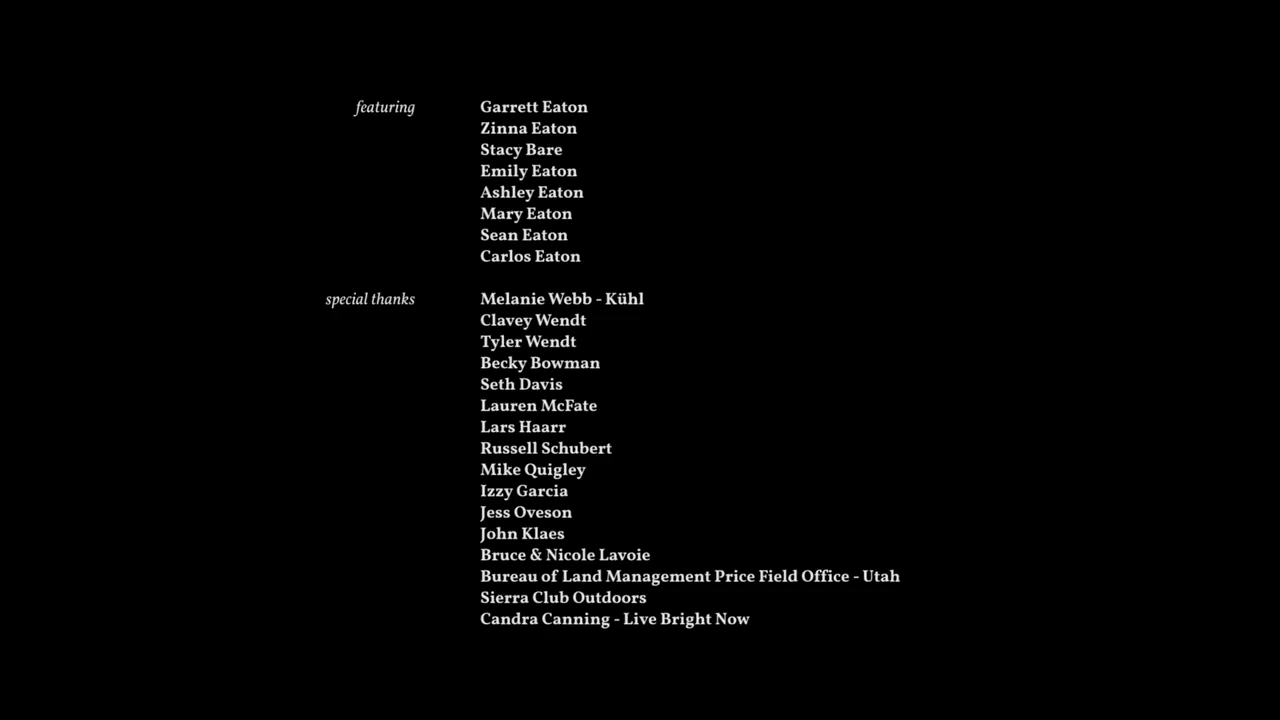 featuring Garrett Eaton
Zinna Eaton
Stacy Bare
Emily Eaton
Ashley Eaton
Mary Eaton
Sean Eaton
Carlos Eaton
special thanks Melanie Webb - Kühl
Clavey Wendt
Tyler Wendt
Becky Bowman
Seth Davis
Lauren McFate
Lars Haarr
Russell Schubert
Mike Quigley
Izzy Garcia
Jess Oveson
John Klaes
Bruce & Nicole Lavoie
Bureau of Land Management Price Field Office - Utah
Sierra Club Outdoors
Candra Canning - Live Bright Now